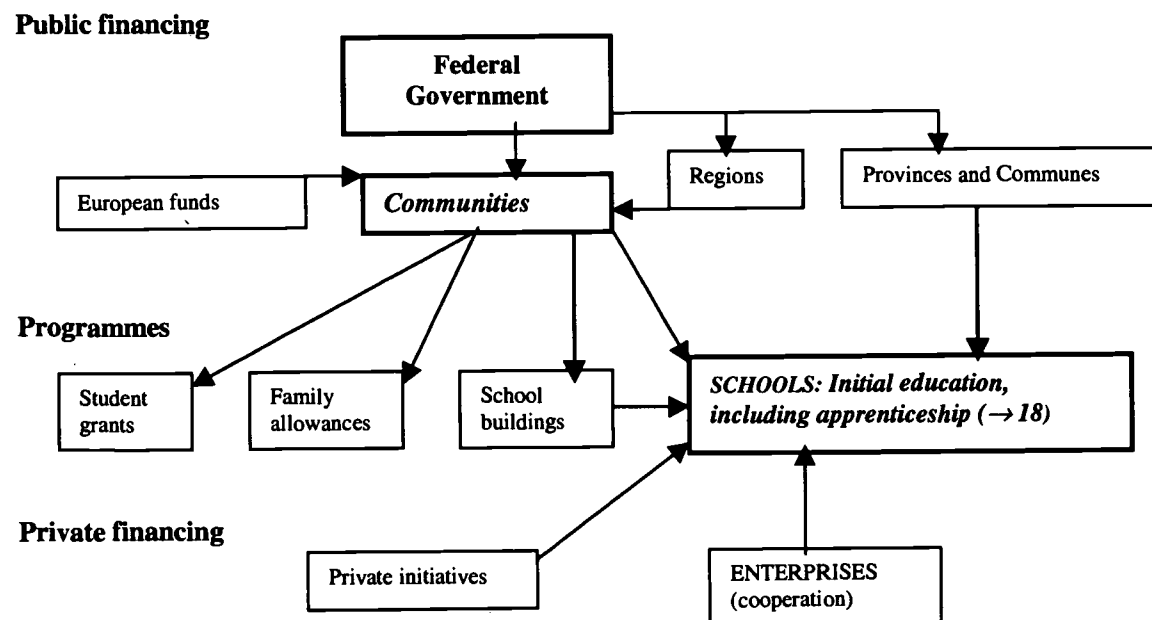 Public financing
Federal
Government
European funds
Communities
Regions
Provinces and Communes
Programmes
Student
grants
Family
allowances
School
buildings
SCHOOLS: Initial education,
including apprenticeship (→ 18)
Private financing
Private initiatives
ENTERPRISES
(cooperation)